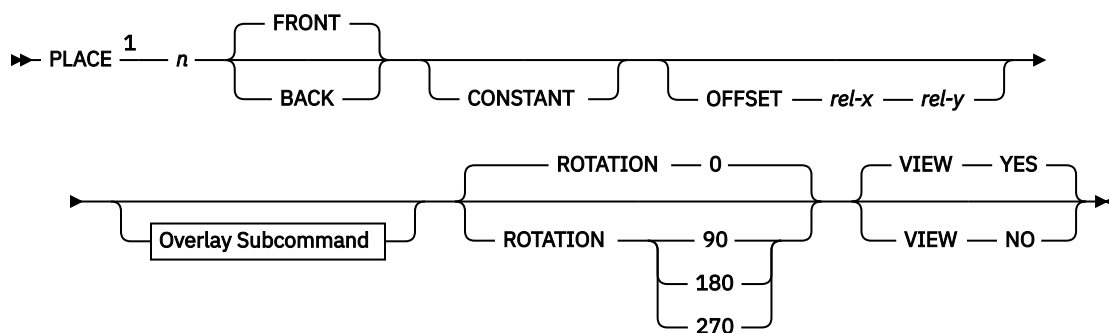 FRONT
PLACE 1 n
BACK
CONSTANT
OFFSET rel-x rel-y
Overlay Subcommand
ROTATION 0
ROTATION 90
180
270
VIEW YES
VIEW NO